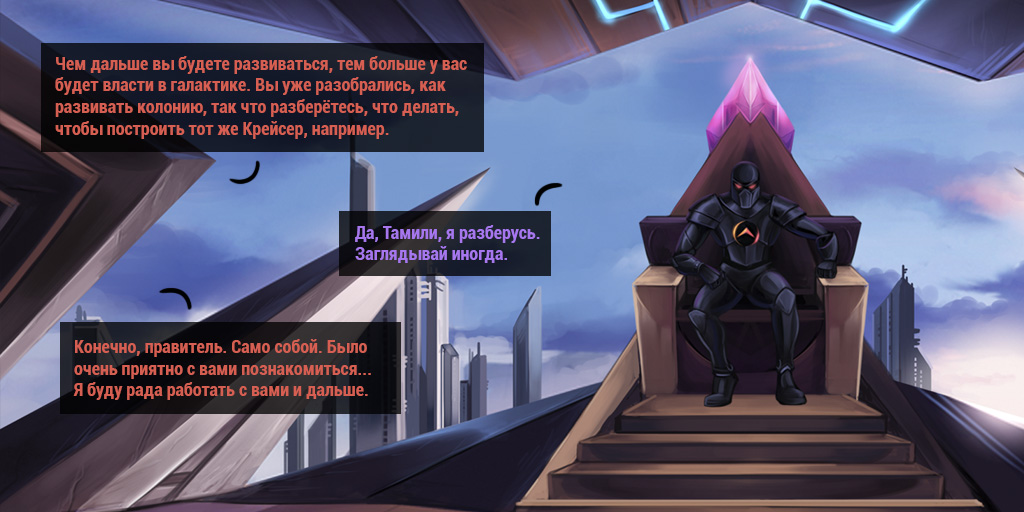 Чем дальше вы будете развиваться, тем больше у вас
будет власти в галактике. Вы уже разобрались, как
развивать колонию, так что разберётесь, что делать,
чтобы построить тот же Крейсер, например.
Да, Тамили, я разберусь.
Заглядывай иногда.
Конечно, правитель. Само собой. Было
очень приятно с вами познакомиться...
Я буду рада работать с вами и дальше.